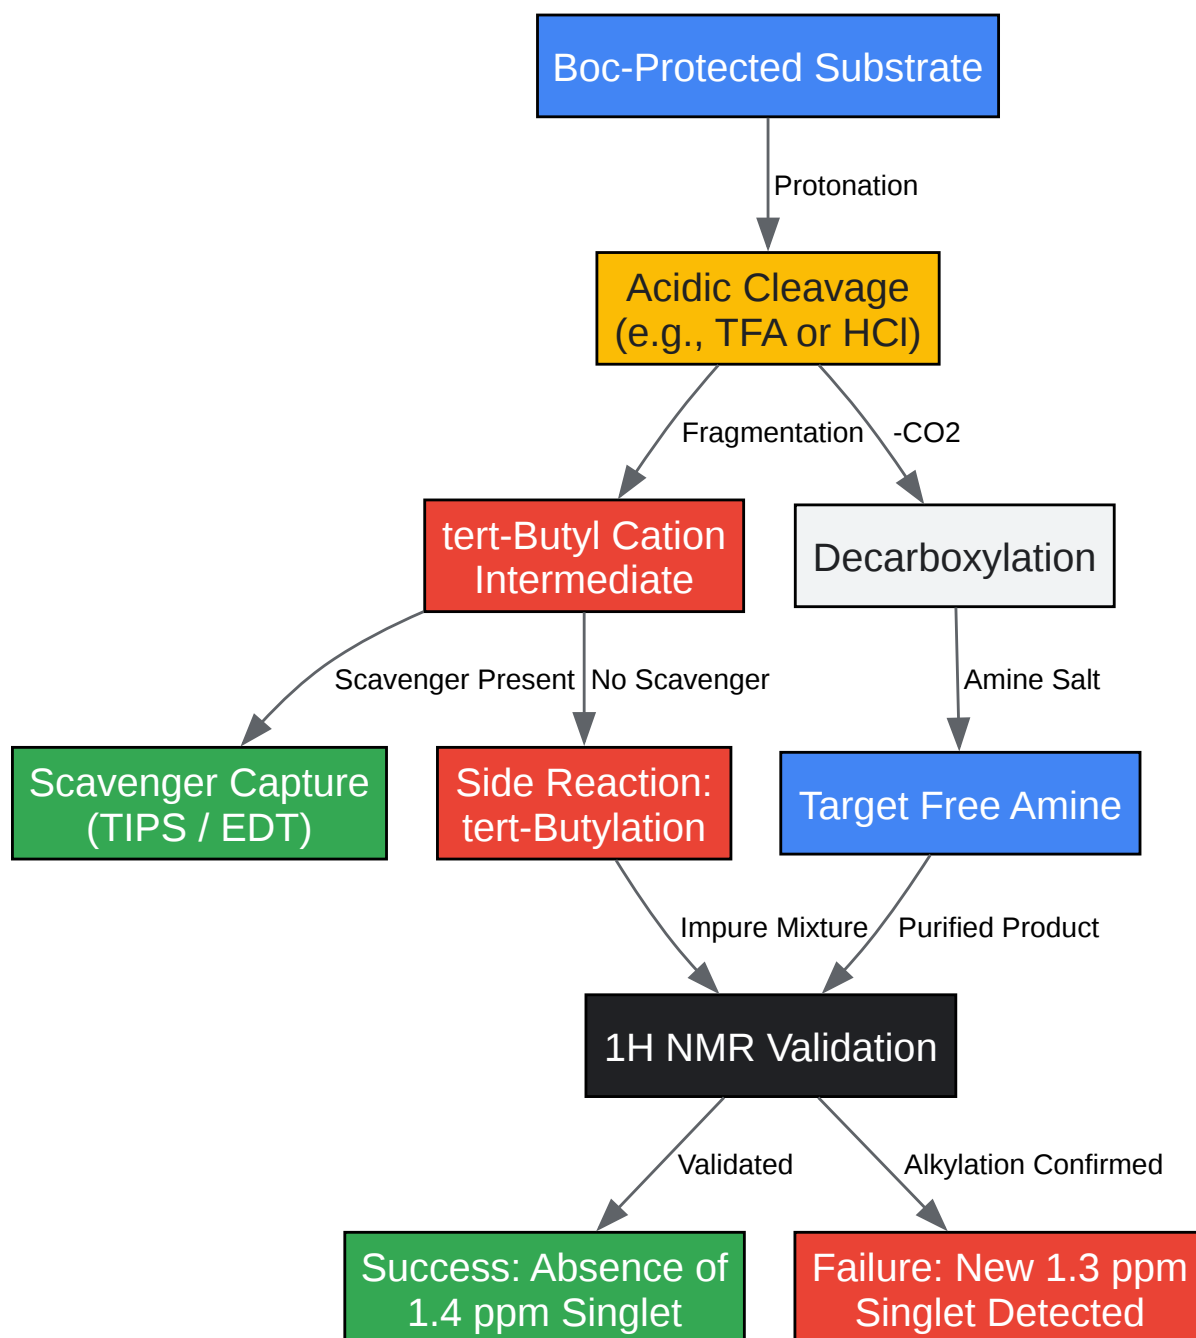 Boc-Protected Substrate
Protonation
Acidic Cleavage
(e.g., TFA or HCl)
Fragmentation
-CO2
tert-Butyl Cation
Intermediate
Decarboxylation
Scavenger Present
No Scavenger
Amine Salt
Scavenger Capture
(TIPS / EDT)
Side Reaction:
tert-Butylation
Target Free Amine
Impure Mixture
Purified Product
1H NMR Validation
Validated
Alkylation Confirmed
Success: Absence of
1.4 ppm Singlet
Failure: New 1.3 ppm
Singlet Detected